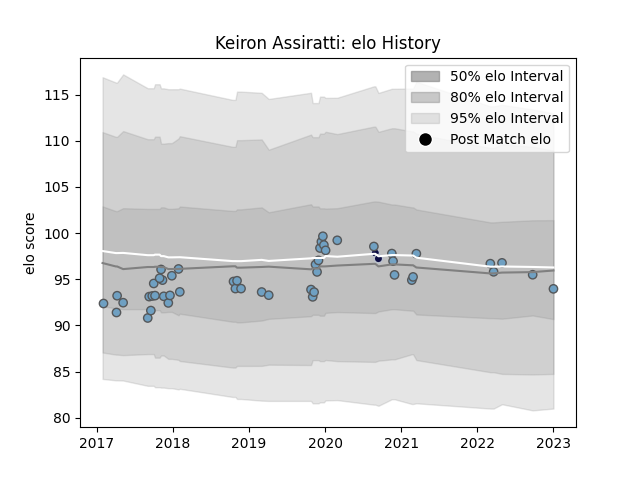 Keiron Assiratti: elo History
50% elo Interval
80% elo Interval
95% elo Interval
Post Match elo
elo score
115
110
105
100
95
90
85
80
2017 2018 2019 2020 2021 2022 2023